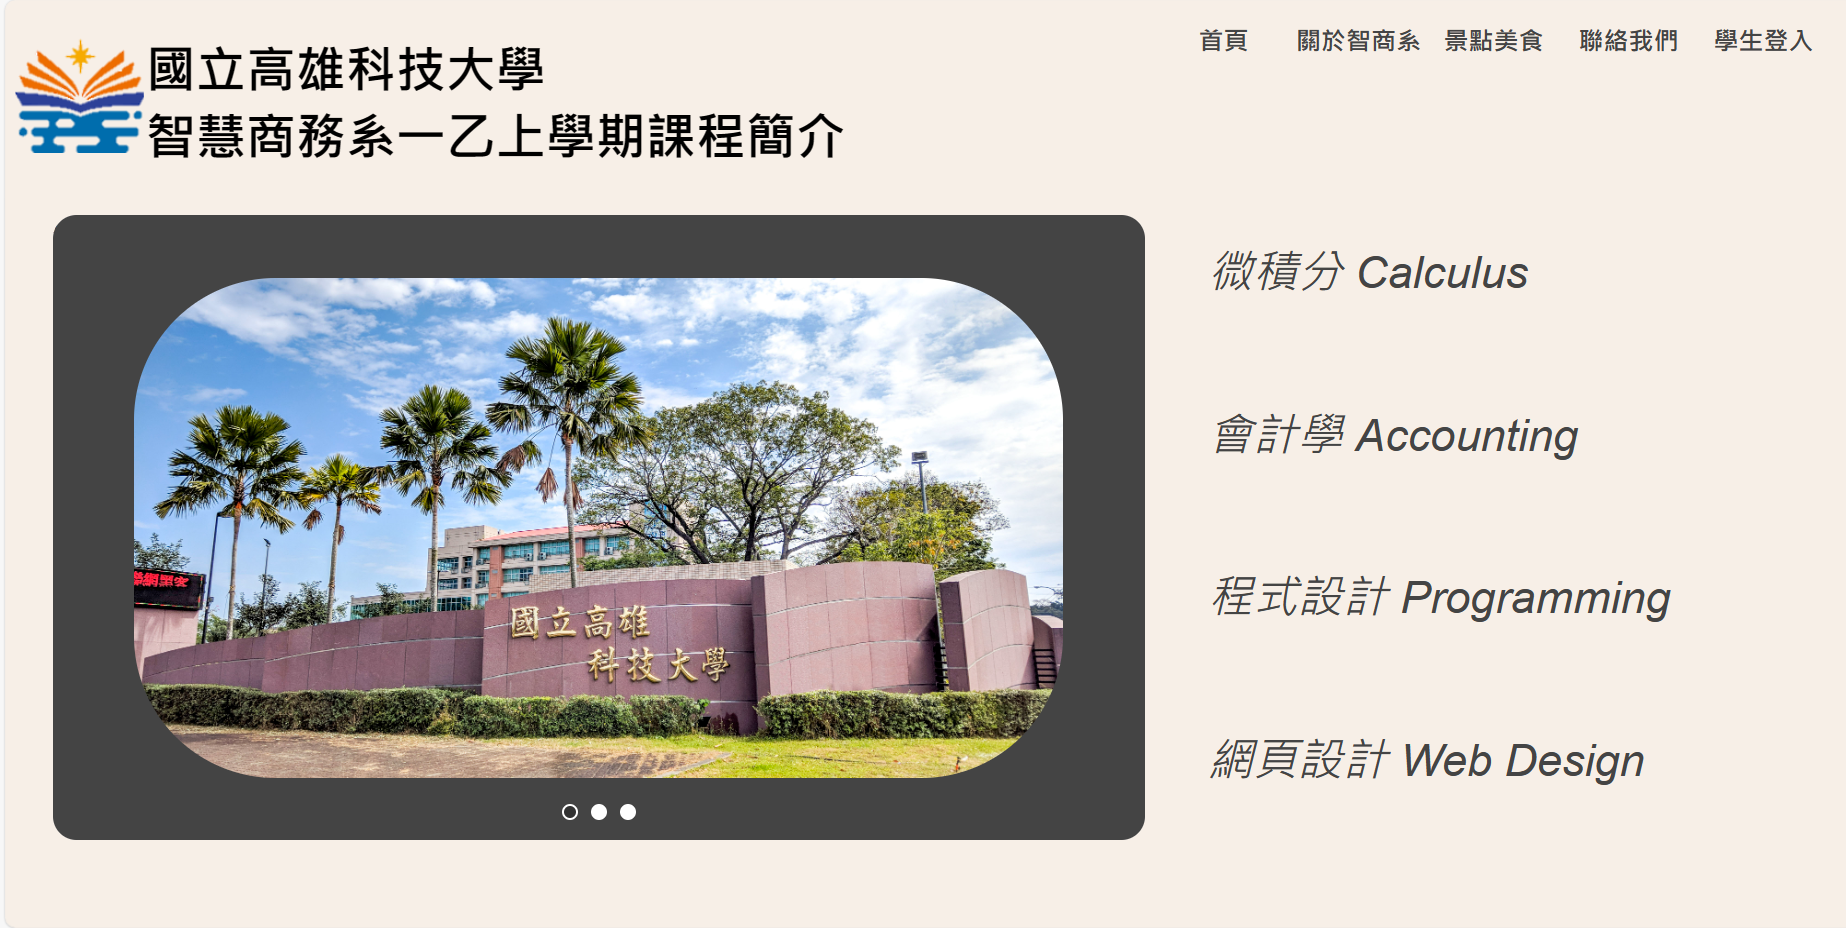 首頁 關於智商系 景點美食 聯絡我們 學生登入
國立高雄科技大學
智慧商務系一乙上學期課程簡介
微積分 Calculus
會計學 Accounting
程式設計 Programming
網頁設計 Web Design
國立高雄
科技大學